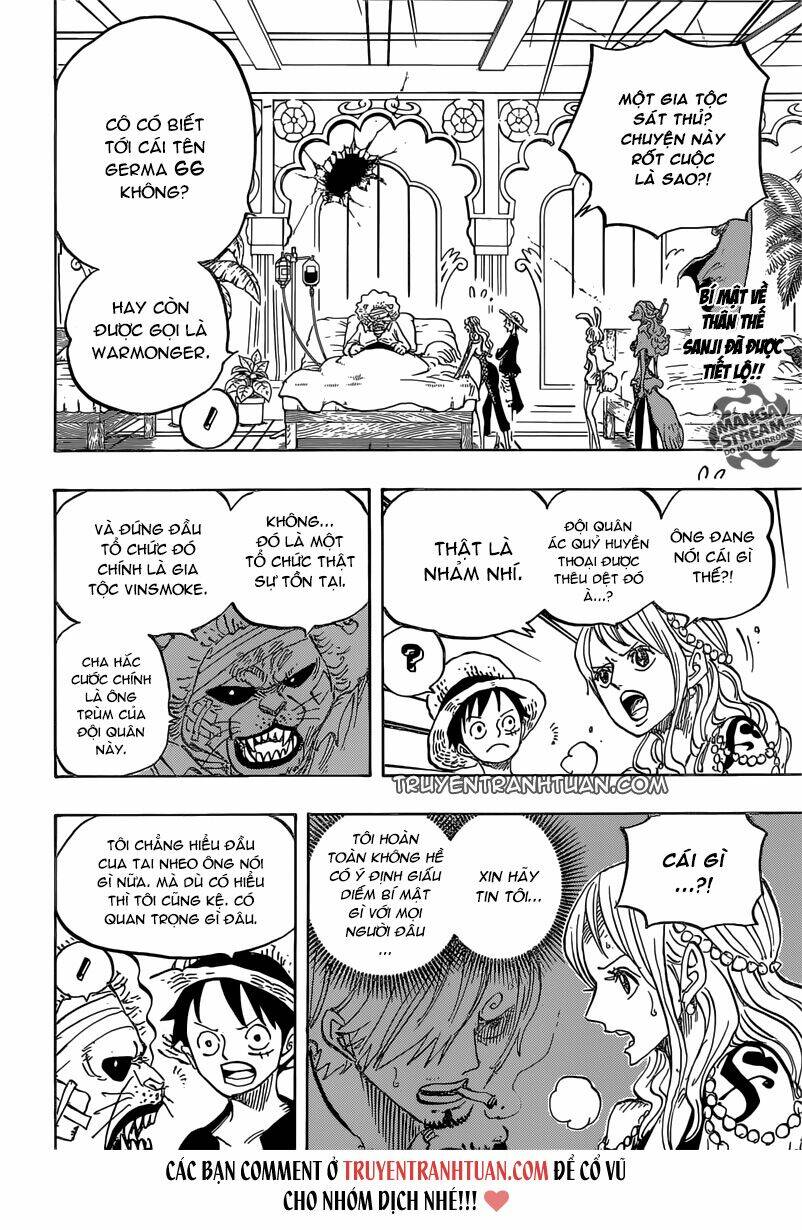 MỘT GIA TỘC
SÁT THỦ?
CHUYỆN NÀY
RỐT CUỘC
LÀ SAO?!
CÔ CÓ BIẾT
TỚI CÁI TÊN
GERMA 66
KHÔNG?
HAY CÒN
ĐƯỢC GỌI LÀ
WARMONGER.
!
BÍ MẬT VỀ
THÂN THẾ
SANJI ĐÃ ĐƯỢC
TIẾT LỘ!!
MANGA
STREAM.COM
DO NOT MIRROR
ÔNG ĐANG
NÓI CÁI GÌ
THẾ?!
ĐỘI QUÂN
ÁC QUỶ HUYỀN
THOẠI ĐƯỢC
THÊU DỆT ĐÓ
À...?
THẬT LÀ
NHẢM NHÍ.
?
KHÔNG...
ĐÓ LÀ MỘT
TỔ CHỨC THẬT
SỰ TỒN TẠI.
VÀ ĐỨNG ĐẦU
TỔ CHỨC ĐÓ
CHÍNH LÀ GIA
TỘC VINSMOKE.
CHA HẮC
CƯỚC CHÍNH
LÀ ÔNG
TRÙM CỦA
ĐỘI QUÂN
NÀY.
TRUYENTRANHTUAN.COM
CÁI GÌ
...?!
XIN HÃY
TIN TÔI...
TÔI HOÀN
TOÀN KHÔNG HỀ
CÓ Ý ĐỊNH GIẤU
DIẾM BÍ MẬT
GÌ VỚI MỌI
NGƯỜI ĐÂU
...
TÔI CHẲNG HIỂU ĐẦU
CUA TAI NHEO ÔNG NÓI
GÌ NỮA. MÀ DÙ CÓ HIỂU
THÌ TÔI CŨNG KỆ. CÓ
QUAN TRỌNG GÌ ĐÂU.
!
CÁC BẠN COMMENT Ở TRUYENTRANHTUAN.COM ĐỂ CỔ VŨ
CHO NHÓM DỊCH NHÉ!!! ❤